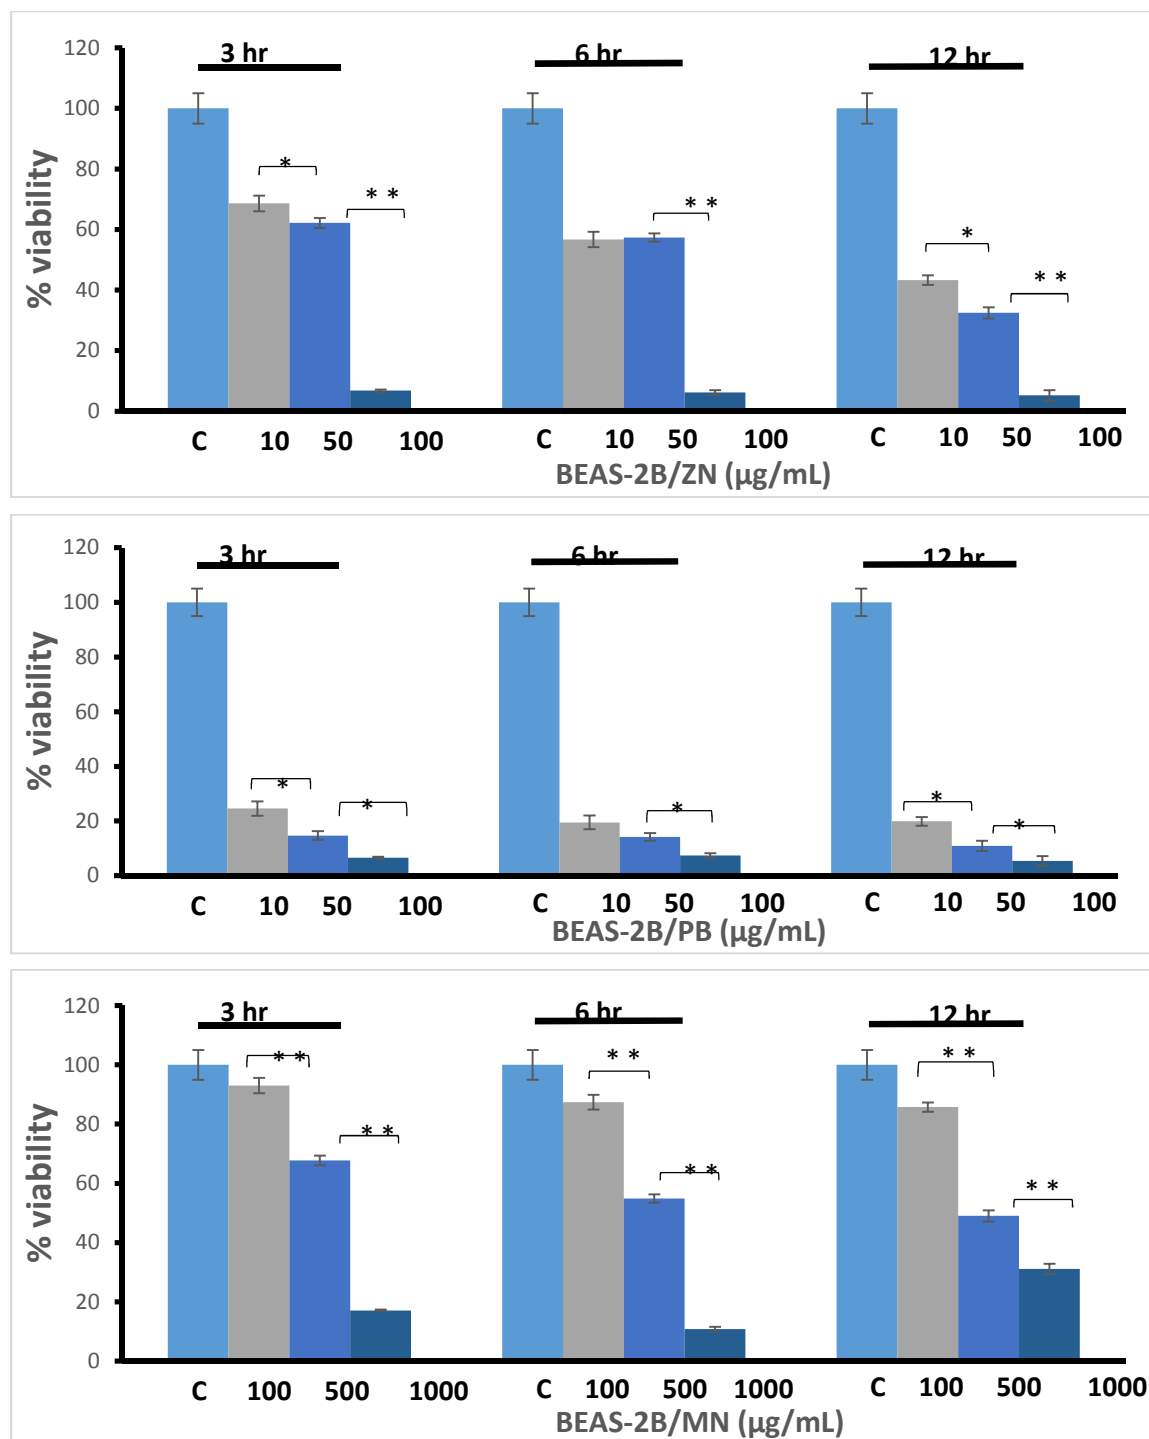 3 hr 6 hr 12 hr
120
100
80
60
40
20
0
% viability
* ** ** * **
C 10 50 100 C 10 50 100 C 10 50 100
BEAS-2B/ZN (µg/mL)
3 hr 6 hr 12 hr
120
100
80
60
40
20
0
% viability
* * * * *
C 10 50 100 C 10 50 100 C 10 50 100
BEAS-2B/PB (µg/mL)
3 hr 6 hr 12 hr
120
100
80
60
40
20
0
% viability
** ** ** ** ** **
C 100 500 1000 C 100 500 1000 C 100 500 1000
BEAS-2B/MN (µg/mL)